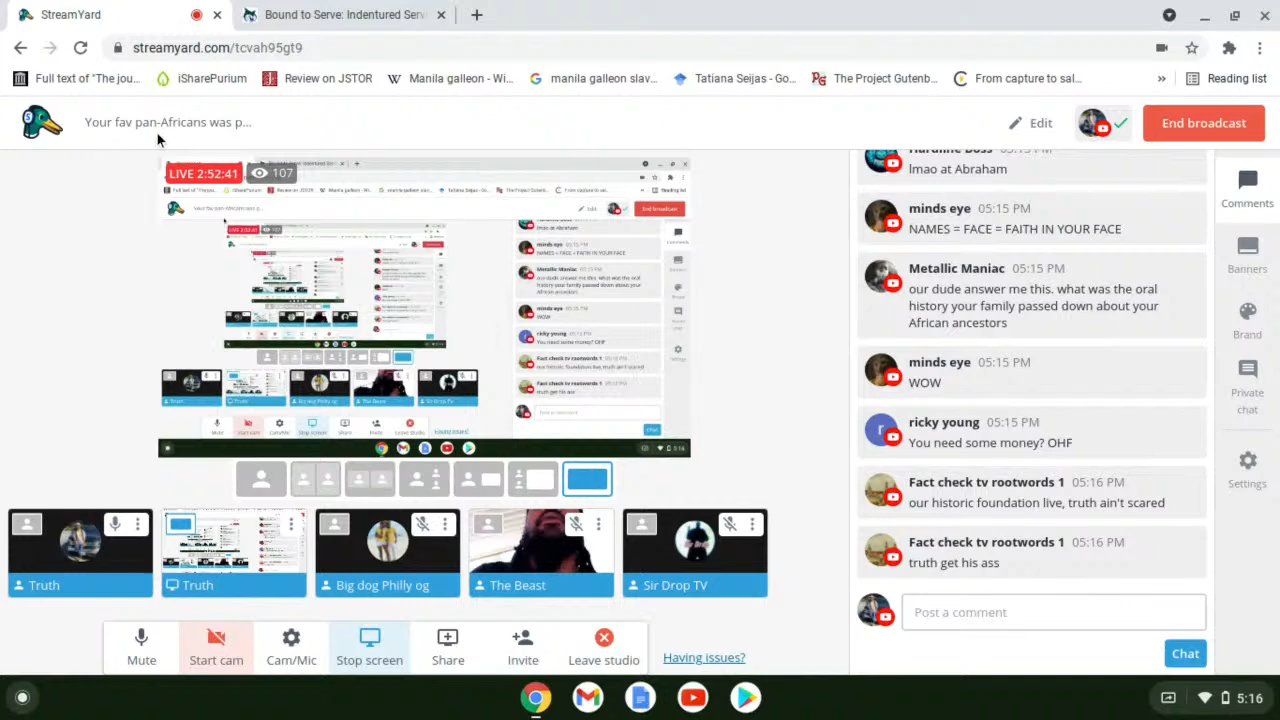 StreamYard
Bound to Serve: Indentured Serv
streamyard.com/tcvah95gt9
Full text of "The jou...
iSharePurium
Review on JSTOR
Manila galleon - Wi...
manila galleon slav...
Tatiana Seijas - Go...
The Project Gutenb...
From capture to sal...
»
Reading list
Your fav pan-Africans was p...
Edit
End broadcast
LIVE 2:52:41
107
lmao at Abraham
minds eye 05:15 PM
NAMES = FACE = FAITH IN YOUR FACE
Metallic Maniac 05:15 PM
our dude answer me this. what was the oral
history your family passed down about your
African ancestors
minds eye 05:15 PM
WOW
ricky young 05:15 PM
You need some money? OHF
Fact check tv rootwords 1 05:16 PM
our historic foundation live, truth ain't scared
Fact check tv rootwords 1 05:16 PM
truth get his ass
Post a comment
Chat
Comments
Banners
Brand
Private
chat
Settings
Truth
Truth
Big dog Philly og
The Beast
Sir Drop TV
Mute
Start cam
Cam/Mic
Stop screen
Share
Invite
Leave studio
Having issues?
5:16